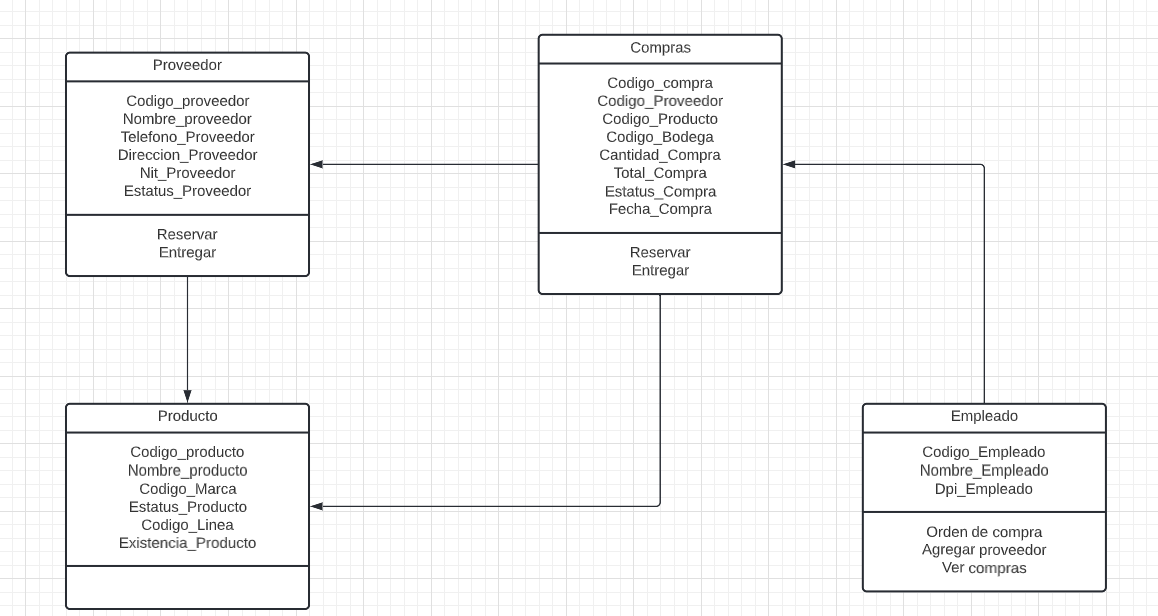 Proveedor
Codigo_proveedor
Nombre_proveedor
Telefono_Proveedor
Direccion_Proveedor
Nit_Proveedor
Estatus_Proveedor
Reservar
Entregar
Compras
Codigo_compra
Codigo_Proveedor
Codigo_Producto
Codigo_Bodega
Cantidad_Compra
Total_Compra
Estatus_Compra
Fecha_Compra
Reservar
Entregar
Producto
Codigo_producto
Nombre_producto
Codigo_Marca
Estatus_Producto
Codigo_Linea
Existencia_Producto
Empleado
Codigo_Empleado
Nombre_Empleado
Dpi_Empleado
Orden de compra
Agregar proveedor
Ver compras